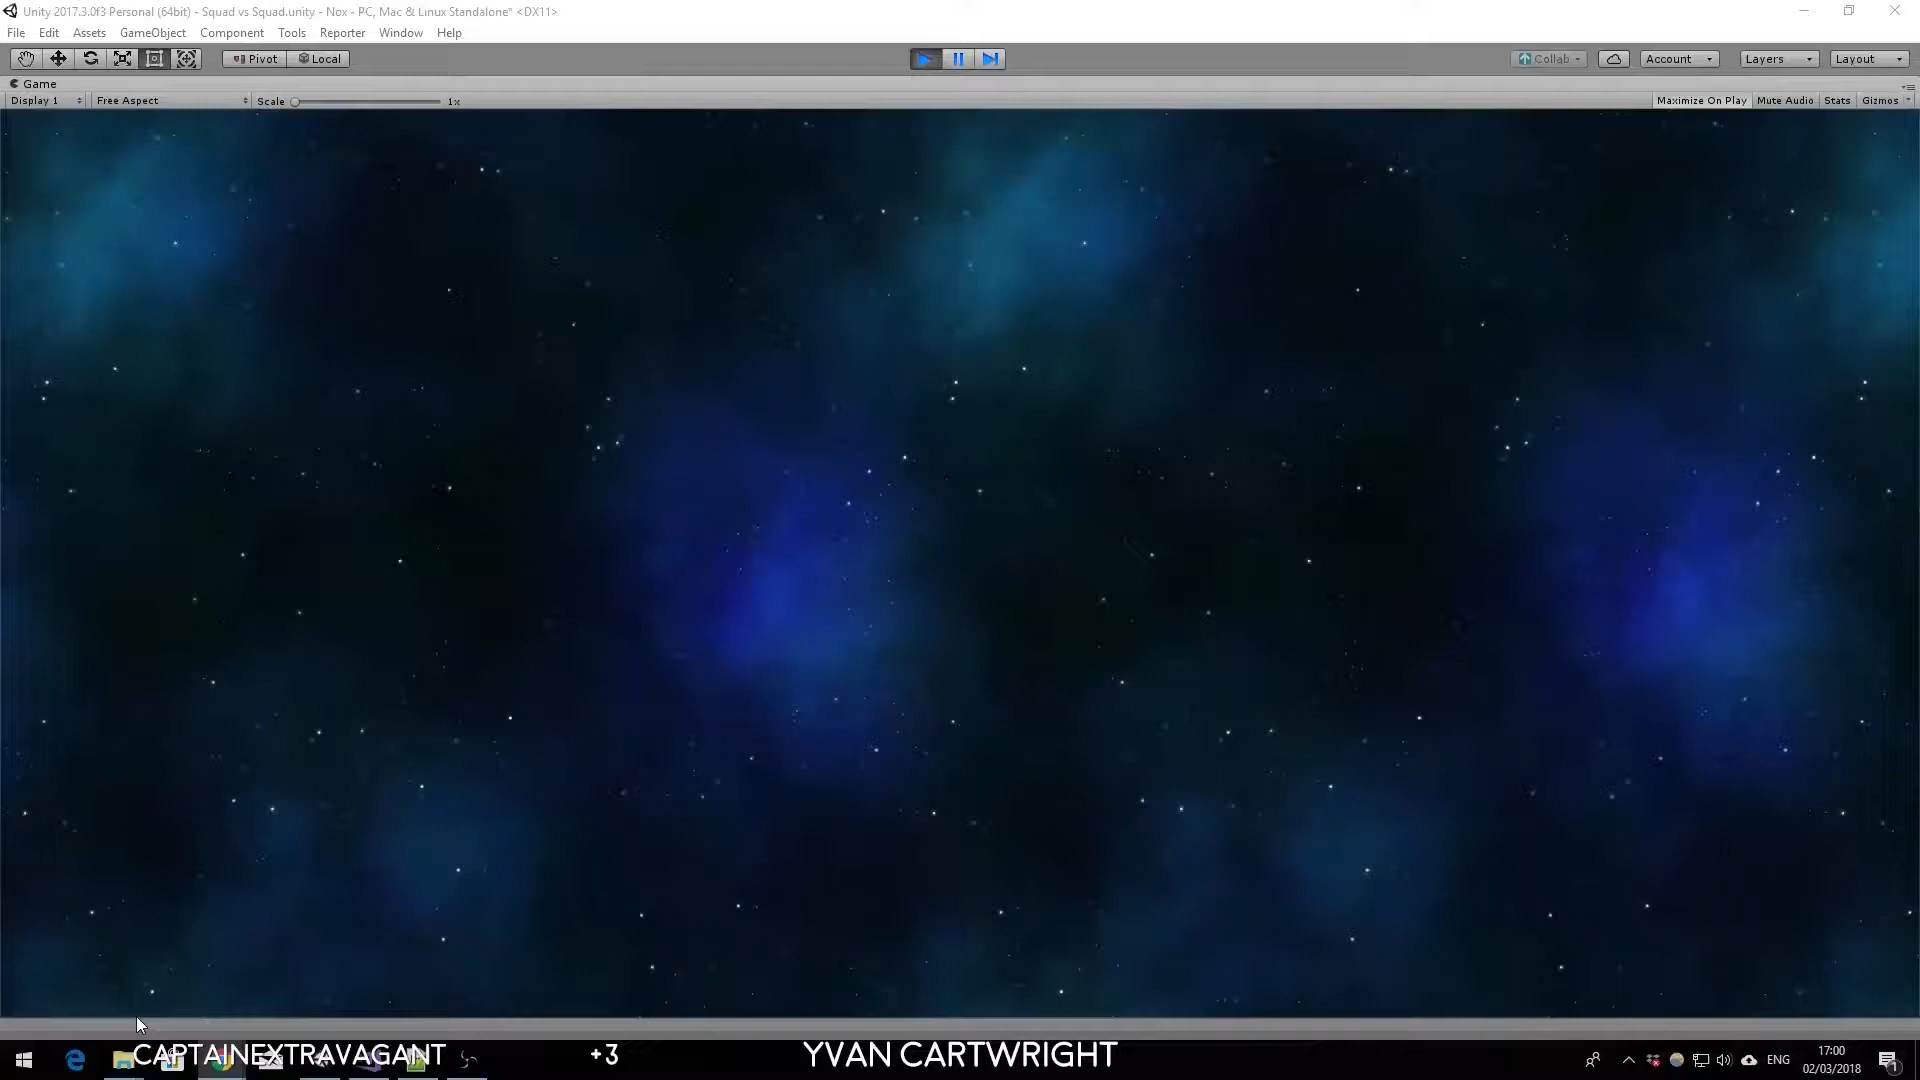 Unity 2017.3.0f3 Personal (64bit) - Squad vs Squad.unity - Nox - PC, Mac & Linux Standalone* <DX11>
File Edit Assets GameObject Component Tools Reporter Window Help
Pivot Local Collab Account Layers Layout
Game
Display 1 Free Aspect Scale 1x Maximize On Play Mute Audio Stats Gizmos
CAPTAINEXTRAVAGANT +3 YVAN CARTWRIGHT
ENG
17:00
02/03/2018
1